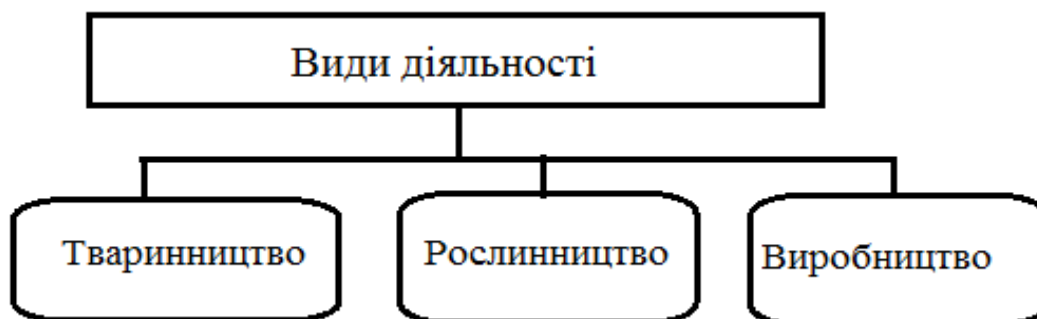 Види діяльності
Тваринництво
Рослинництво
Виробництво